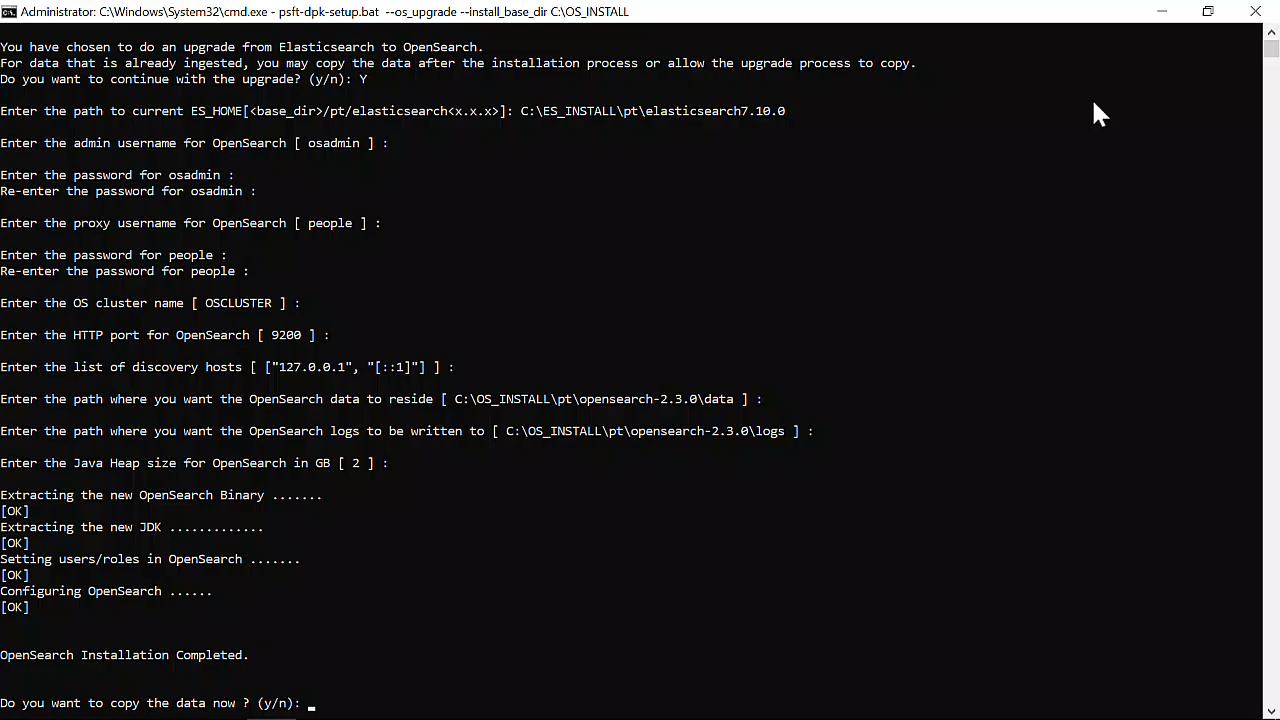 Administrator: C:\Windows\System32\cmd.exe - psft-dpk-setup.bat --os_upgrade --install_base_dir C:\OS_INSTALL
You have chosen to do an upgrade from Elasticsearch to OpenSearch.
For data that is already ingested, you may copy the data after the installation process or allow the upgrade process to copy.
Do you want to continue with the upgrade? (y/n): Y
Enter the path to current ES_HOME[<base_dir>/pt/elasticsearch<x.x.x>]: C:\ES_INSTALL\pt\elasticsearch7.10.0
Enter the admin username for OpenSearch [ osadmin ] :
Enter the password for osadmin :
Re-enter the password for osadmin :
Enter the proxy username for OpenSearch [ people ] :
Enter the password for people :
Re-enter the password for people :
Enter the OS cluster name [ OSCLUSTER ] :
Enter the HTTP port for OpenSearch [ 9200 ] :
Enter the list of discovery hosts [ ["127.0.0.1", "[::1]"] ] :
Enter the path where you want the OpenSearch data to reside [ C:\OS_INSTALL\pt\opensearch-2.3.0\data ] :
Enter the path where you want the OpenSearch logs to be written to [ C:\OS_INSTALL\pt\opensearch-2.3.0\logs ] :
Enter the Java Heap size for OpenSearch in GB [ 2 ] :
Extracting the new OpenSearch Binary .......
[OK]
Extracting the new JDK .............
[OK]
Setting users/roles in OpenSearch .......
[OK]
Configuring OpenSearch ......
[OK]
OpenSearch Installation Completed.
Do you want to copy the data now ? (y/n):